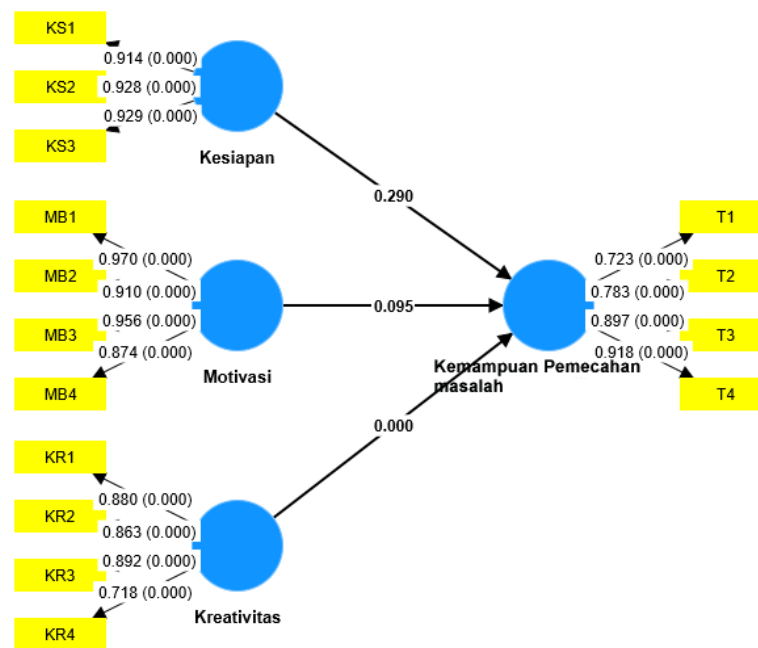 KS1
0.914 (0.000)
KS2
0.928 (0.000)
0.929 (0.000)
KS3
Kesiapan
0.290
MB1
0.970 (0.000)
MB2
0.910 (0.000)
0.956 (0.000)
MB3
0.874 (0.000)
MB4
Motivasi
0.095
T1
0.723 (0.000)
T2
0.783 (0.000)
0.897 (0.000)
T3
0.918 (0.000)
T4
Kemampuan Pemecahan
masalah
0.000
KR1
0.880 (0.000)
KR2
0.863 (0.000)
0.892 (0.000)
KR3
0.718 (0.000)
KR4
Kreativitas